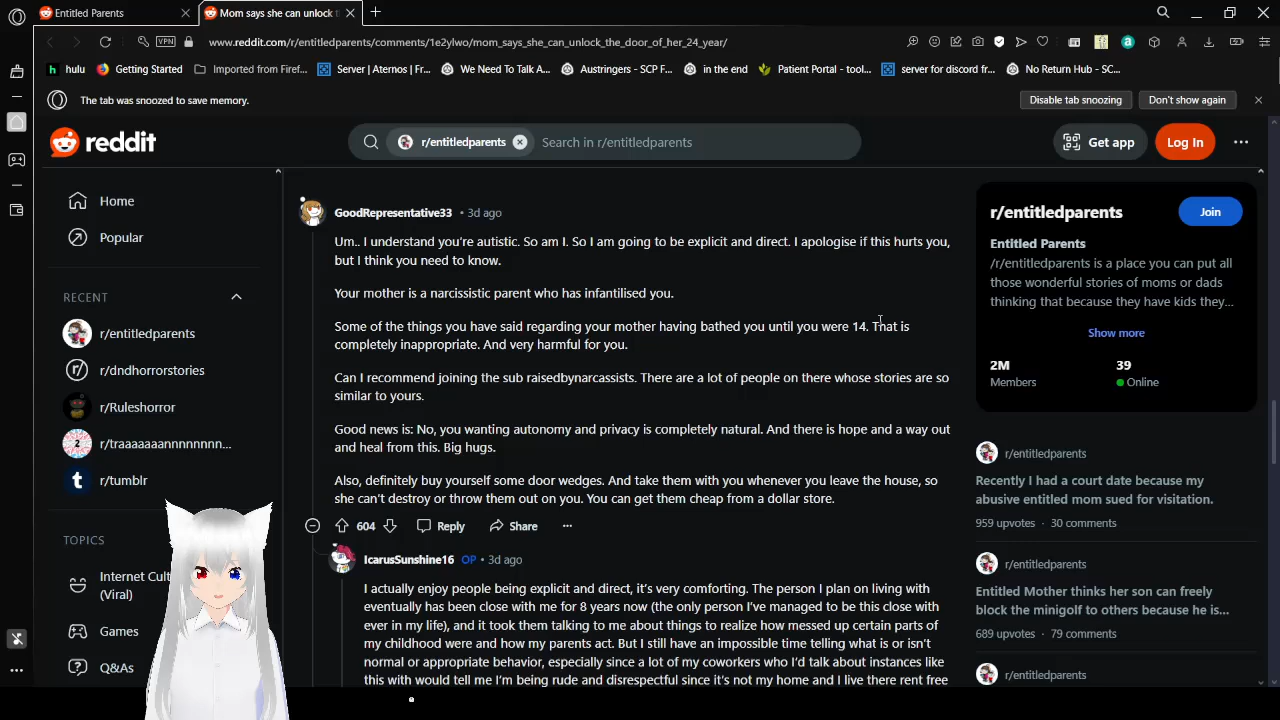 Entitled Parents
Mom says she can unlock t
VPN
www.reddit.com/r/entitledparents/comments/1e2ylwo/mom_says_she_can_unlock_the_door_of_her_24_year/
hulu
Getting Started
Imported from Firef...
Server | Aternos | Fr...
We Need To Talk A...
Austringers - SCP F...
in the end
Patient Portal - tool...
server for discord fr...
No Return Hub - SC...
The tab was snoozed to save memory.
Disable tab snoozing
Don't show again
reddit
r/entitledparents
Search in r/entitledparents
Get app
Log In
Home
Popular
RECENT
r/entitledparents
r/dndhorrorstories
r/Ruleshorror
r/traaaaaaannnnnnnn...
r/tumblr
TOPICS
Internet Cult
(Viral)
Games
Q&As
GoodRepresentative33 • 3d ago
Um.. I understand you're autistic. So am I. So I am going to be explicit and direct. I apologise if this hurts you,
but I think you need to know.
Your mother is a narcissistic parent who has infantilised you.
Some of the things you have said regarding your mother having bathed you until you were 14. That is
completely inappropriate. And very harmful for you.
Can I recommend joining the sub raisedbynarcassists. There are a lot of people on there whose stories are so
similar to yours.
Good news is: No, you wanting autonomy and privacy is completely natural. And there is hope and a way out
and heal from this. Big hugs.
Also, definitely buy yourself some door wedges. And take them with you whenever you leave the house, so
she can't destroy or throw them out on you. You can get them cheap from a dollar store.
604
Reply
Share
IcarusSunshine16 OP • 3d ago
I actually enjoy people being explicit and direct, it's very comforting. The person I plan on living with
eventually has been close with me for 8 years now (the only person I've managed to be this close with
ever in my life), and it took them talking to me about things to realize how messed up certain parts of
my childhood were and how my parents act. But I still have an impossible time telling what is or isn't
normal or appropriate behavior, especially since a lot of my coworkers who I'd talk about instances like
this with would tell me I'm being rude and disrespectful since it's not my home and I live there rent free
r/entitledparents
Join
Entitled Parents
/r/entitledparents is a place you can put all
those wonderful stories of moms or dads
thinking that because they have kids they...
Show more
2M
Members
39
Online
r/entitledparents
Recently I had a court date because my
abusive entitled mom sued for visitation.
959 upvotes · 30 comments
r/entitledparents
Entitled Mother thinks her son can freely
block the minigolf to others because he is...
689 upvotes · 79 comments
r/entitledparents